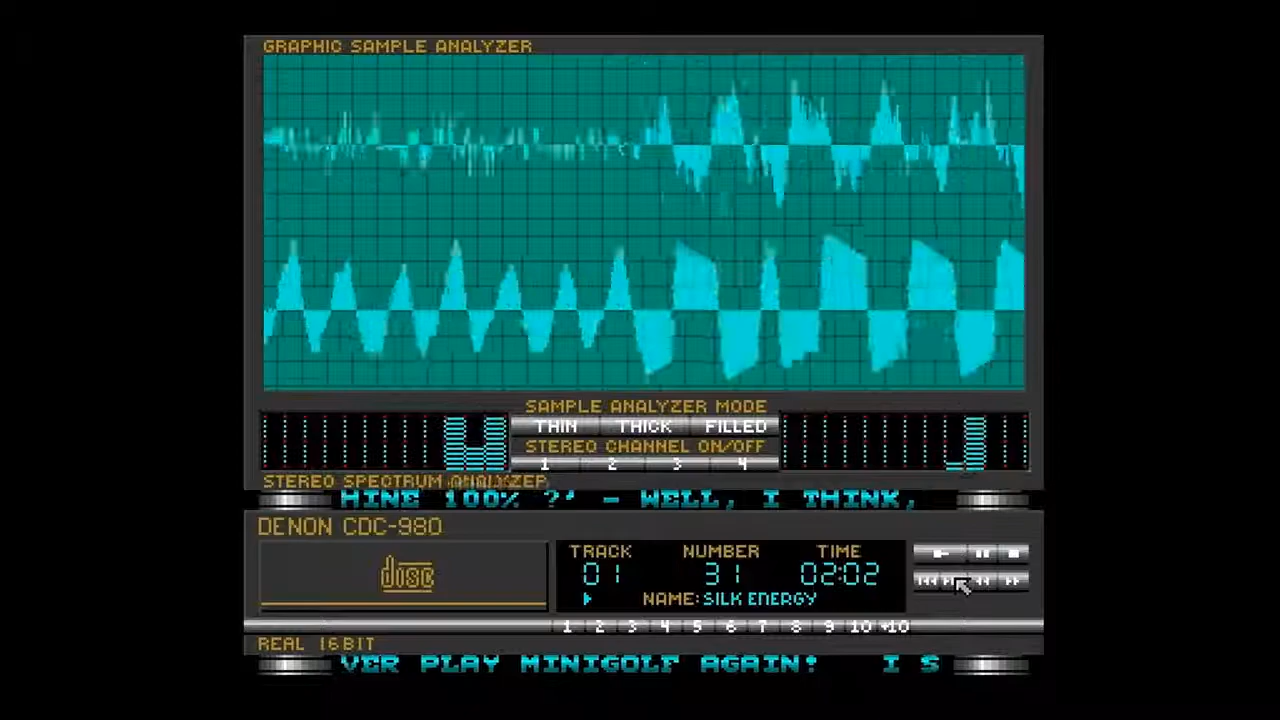 GRAPHIC SAMPLE ANALYZER
SAMPLE ANALYZER MODE
THIN THICK FILLED
STEREO CHANNEL ON/OFF
1 2 3 4
STEREO SPECTRUM ANALYZER
HINE 100% ?' - WELL, I THINK,
DENON CDC-980
disc
TRACK NUMBER TIME
01 31 02:02
NAME: SILK ENERGY
1 2 3 4 5 6 7 8 9 10 +10
REAL 16BIT
VER PLAY MINIGOLF AGAIN! I S